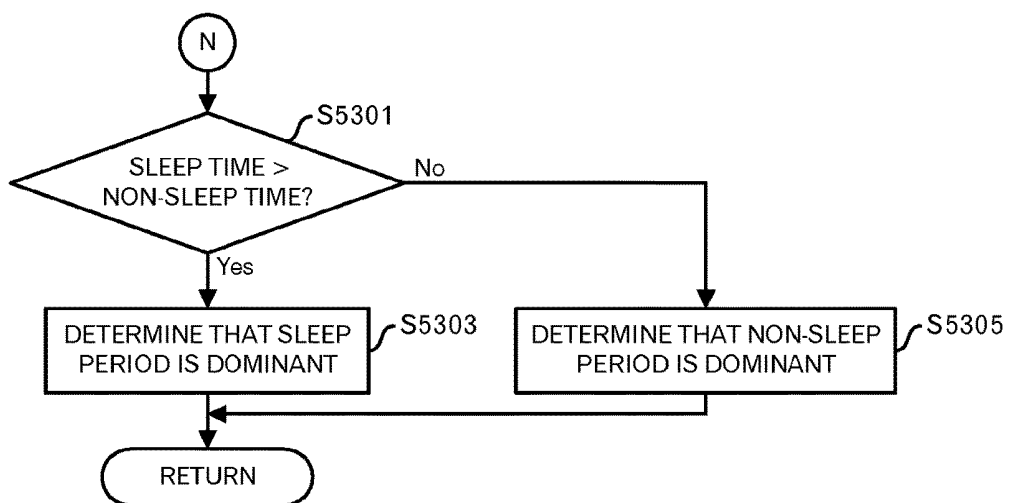 N
S5301
SLEEP TIME >
NON-SLEEP TIME?
No
Yes
DETERMINE THAT SLEEP
PERIOD IS DOMINANT
S5303
DETERMINE THAT NON-SLEEP
PERIOD IS DOMINANT
S5305
RETURN